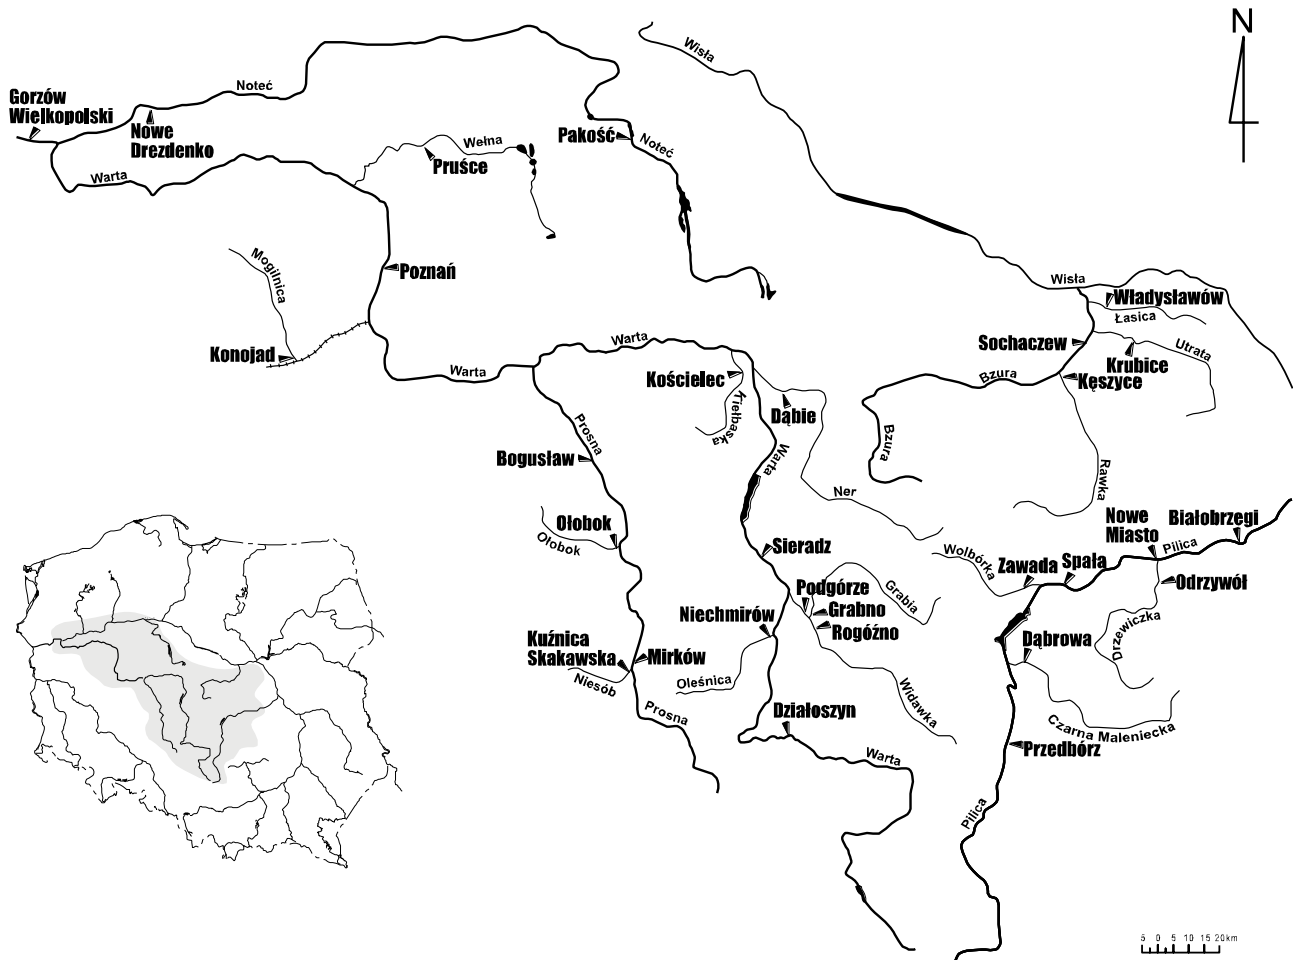 N
Wisła
Noteć
Gorzów
Wielkopolski
Nowe
Drezdenko
Pakość
Noteć
Wełna
Pruśce
Warta
Mogilnica
Poznań
Wisła
Władysławów
Łasica
Konojad
Warta
Warta
Sochaczew
Utrata
Krubice
Kościelec
Kiełbaska
Bzura
Kęszyce
Dąbie
Prosna
Bzura
Bogusław
Warta
Rawka
Ner
Ołobok
Ołobok
Nowe
Miasto
Białobrzegi
Pilica
Sieradz
Wolbórka
Zawada
Spała
Odrzywół
Podgórze
Grabia
Grabno
Rogóźno
Niechmirów
Drzewiczka
Dąbrowa
Kuźnica
Skakawska
Mirków
Niesób
Oleśnica
Widawka
Prosna
Działoszyn
Czarna Maleniecka
Przedbórz
Warta
Pilica
5 0 5 10 15 20km